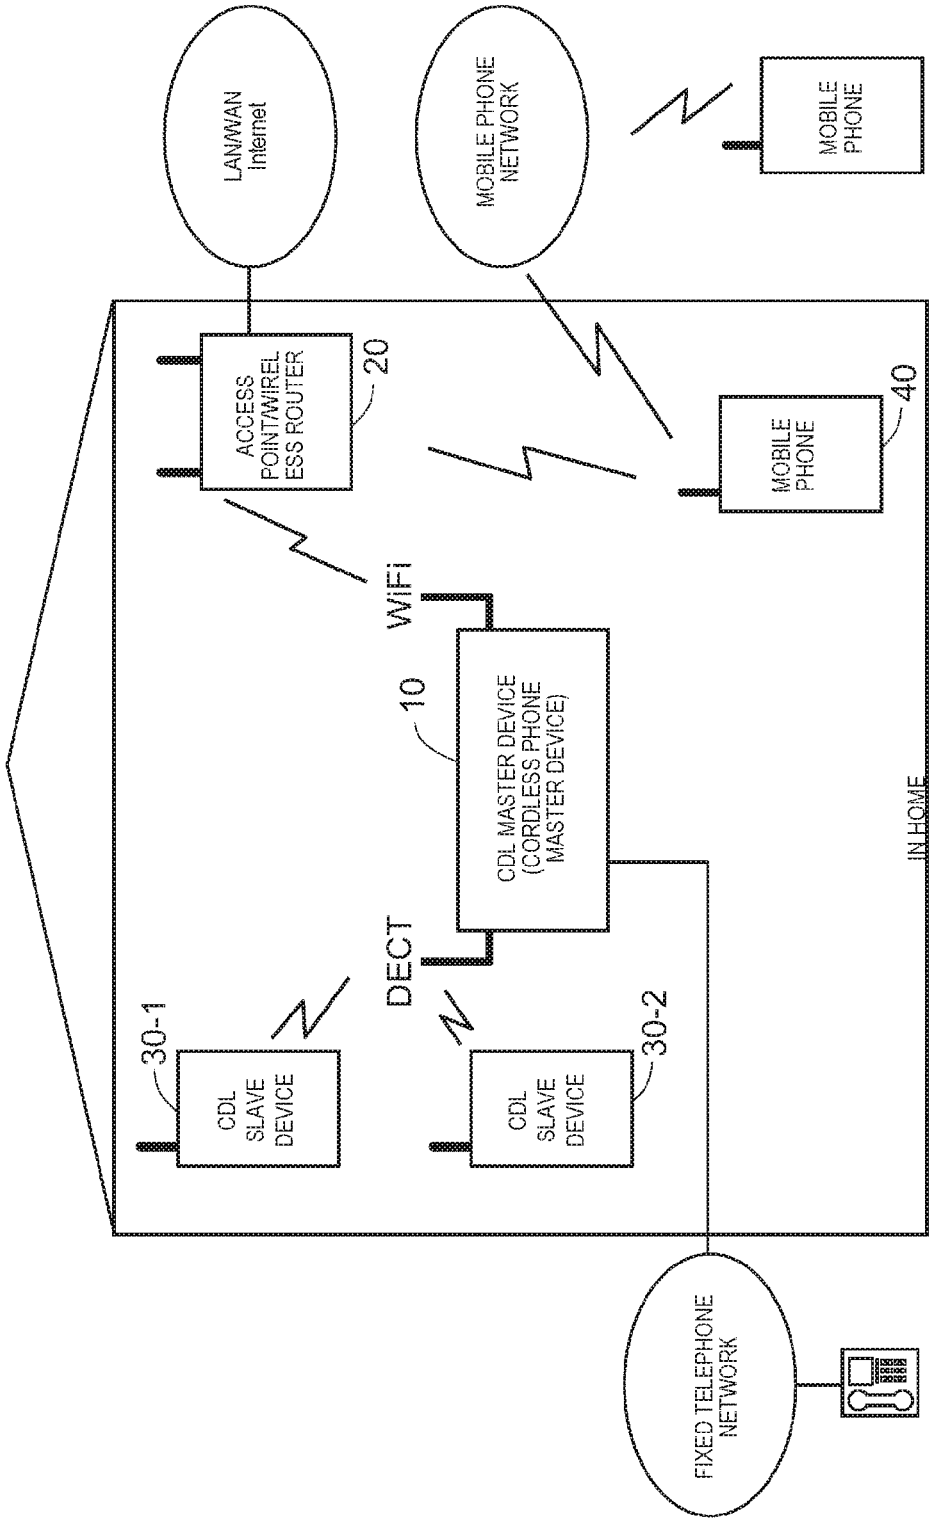 LAN/WAN
Internet
MOBILE PHONE
NETWORK
MOBILE
PHONE
ACCESS
POINT/WIREL
ESS ROUTER
20
MOBILE
PHONE
40
WiFi
10
CDL MASTER DEVICE
(CORDLESS PHONE
MASTER DEVICE)
IN HOME
DECT
30-1
CDL
SLAVE
DEVICE
30-2
CDL
SLAVE
DEVICE
FIXED TELEPHONE
NETWORK